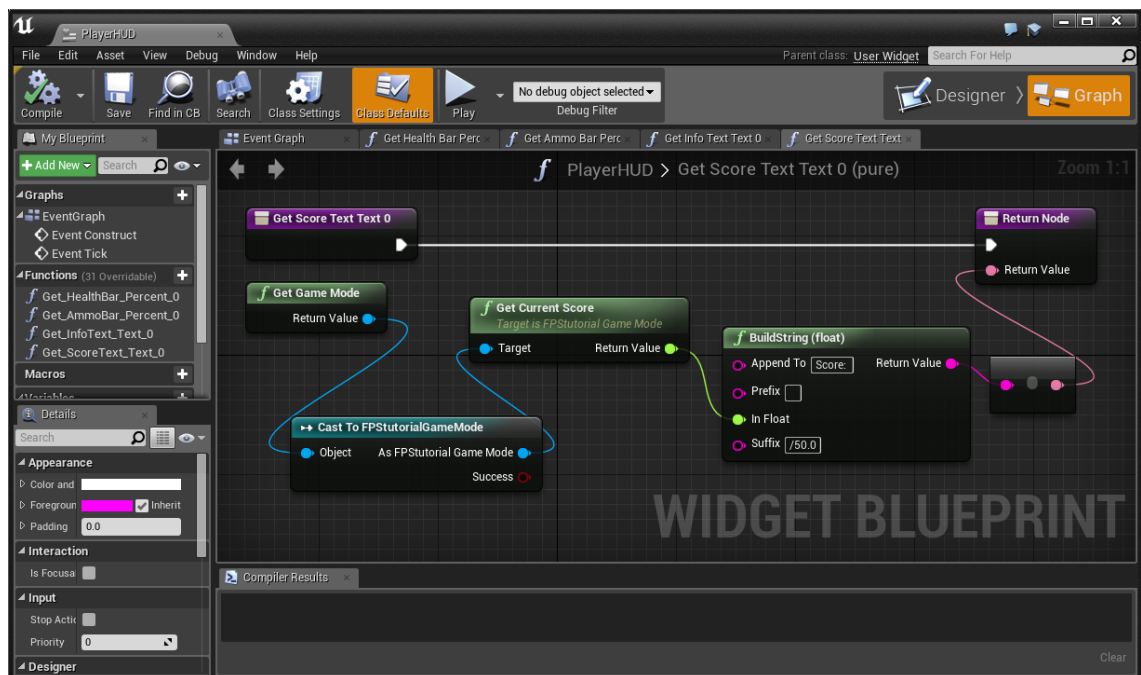 PlayerHUD
File Edit Asset View Debug Window Help
Parent class: User Widget Search For Help
Compile Save Find in CB Search Class Settings Class Defaults Play
No debug object selected
Debug Filter
Designer Graph
My Blueprint
Event Graph f Get Health Bar Perc f Get Ammo Bar Perc f Get Info Text Text 0 f Get Score Text Text
+ Add New Search
f PlayerHUD > Get Score Text Text 0 (pure)
Zoom 1:1
Graphs +
EventGraph
Event Construct
Event Tick
Functions (31 Overridable) +
f Get_HealthBar_Percent_0
f Get_AmmoBar_Percent_0
f Get_InfoText_Text_0
f Get_ScoreText_Text_0
Macros +
Variables
Get Score Text Text 0
Return Node
Return Value
f Get Game Mode
Return Value
f Get Current Score
Target is FPStutorial Game Mode
Target Return Value
f BuildString (float)
Append To Score: Return Value
Prefix
In Float
Suffix /50.0
Cast To FPStutorialGameMode
Object As FPStutorial Game Mode
Success
WIDGET BLUEPRINT
Details
Search
Appearance
Color and
Foregroun Inherit
Padding 0.0
Interaction
Is Focusa
Input
Stop Actic
Priority 0
Designer
Compiler Results
Clear